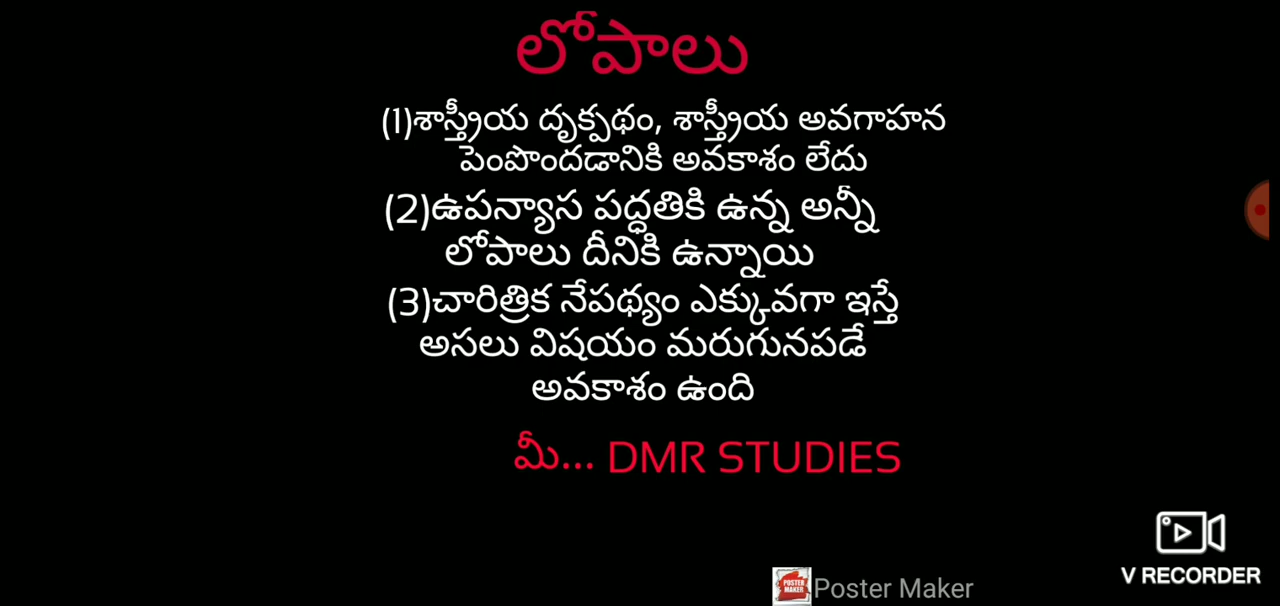 లోపాలు
(1)శాస్త్రీయ దృక్పథం, శాస్త్రీయ అవగాహన
పెంపొందడానికి అవకాశం లేదు
(2)ఉపన్యాస పద్ధతికి ఉన్న అన్నీ
లోపాలు దీనికి ఉన్నాయి
(3)చారిత్రిక నేపథ్యం ఎక్కువగా ఇస్తే
అసలు విషయం మరుగునపడే
అవకాశం ఉంది
మీ... DMR STUDIES
V RECORDER
POSTER MAKER
Poster Maker